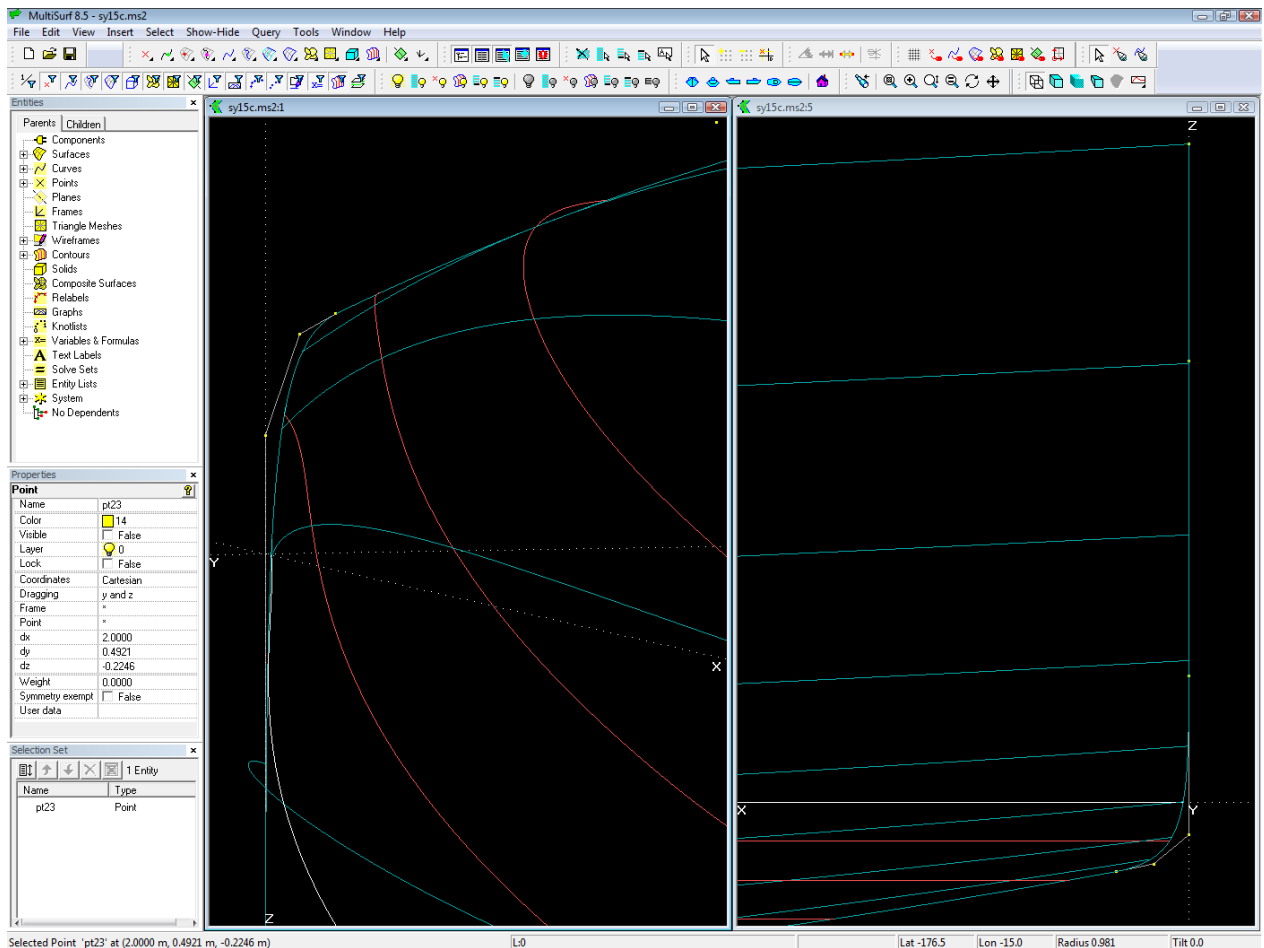 MultiSurf 8.5 - sy15c.ms2
File Edit View Insert Select Show-Hide Query Tools Window Help
Entities
Parents Children
Components
Surfaces
Curves
Points
Planes
Frames
Triangle Meshes
Wireframes
Contours
Solids
Composite Surfaces
Relabels
Graphs
Knotlists
Variables & Formulas
Text Labels
Solve Sets
Entity Lists
System
No Dependents
Properties
Point
Name pt23
Color 14
Visible False
Layer 0
Lock False
Coordinates Cartesian
Dragging y and z
Frame *
Point *
dx 2.0000
dy 0.4921
dz -0.2246
Weight 0.0000
Symmetry exempt False
User data
Selection Set
1 Entity
Name Type
pt23 Point
sy15c.ms2:1
Y
X
Z
sy15c.ms2:5
Z
X
Y
Selected Point 'pt23' at (2.0000 m, 0.4921 m, -0.2246 m) L:0 Lat -176.5 Lon -15.0 Radius 0.981 Tilt 0.0